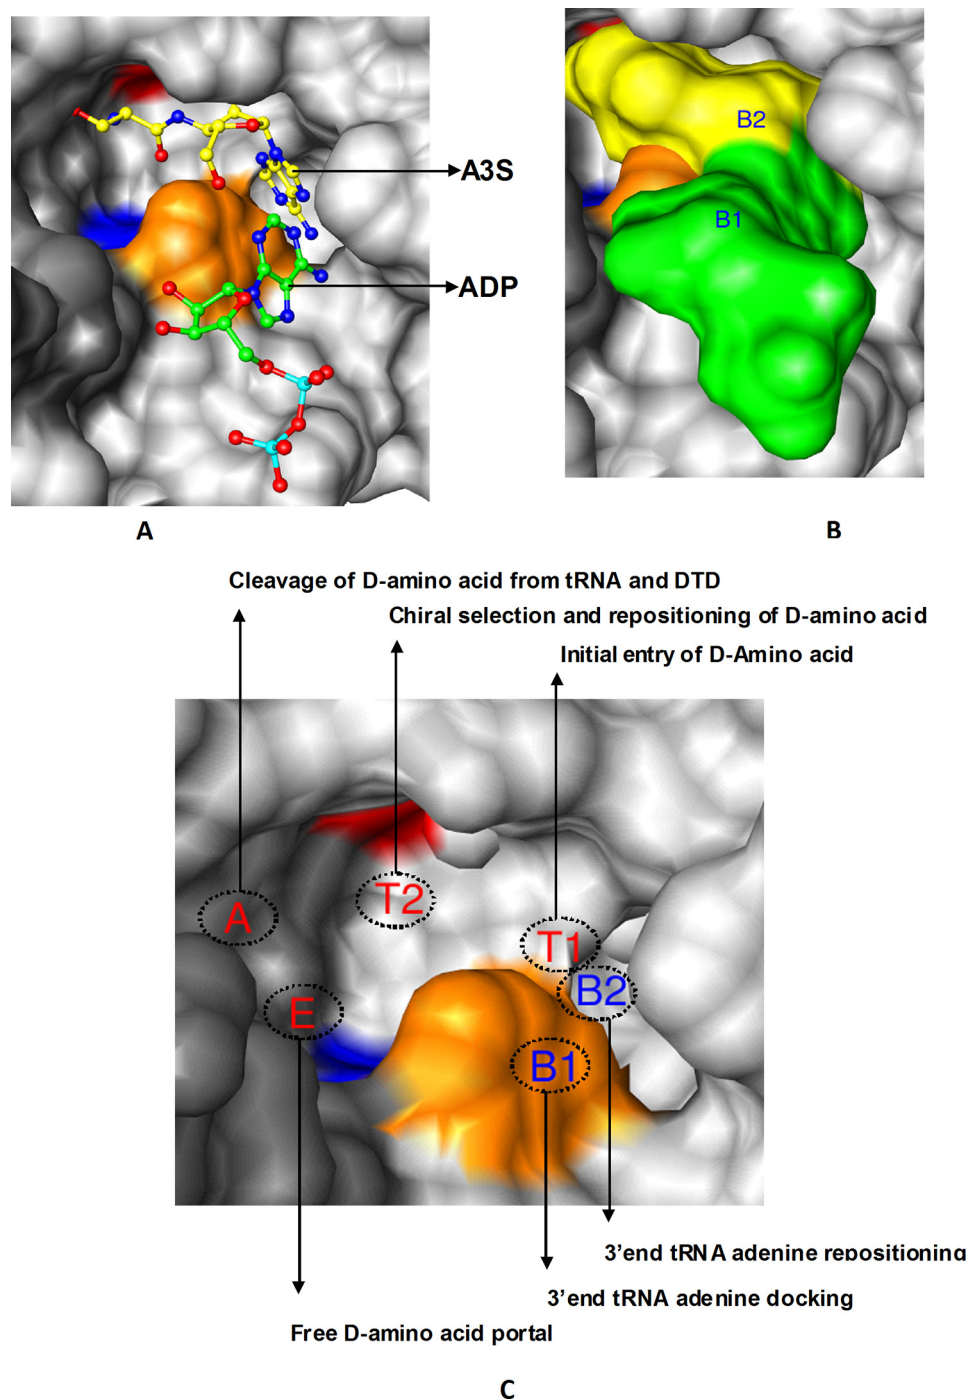 A3S
ADP
A
B2
B1
B
Cleavage of D-amino acid from tRNA and DTD
Chiral selection and repositioning of D-amino acid
Initial entry of D-Amino acid
T2
A
T1
B2
E
B1
3'end tRNA adenine repositioning
3'end tRNA adenine docking
Free D-amino acid portal
C